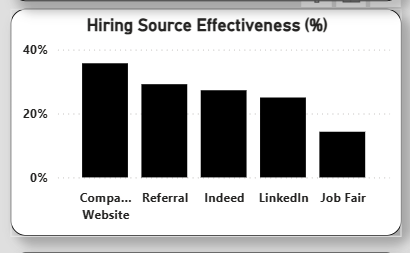 Hiring Source Effectiveness (%)
40%
20%
0%
Compa... Referral Indeed LinkedIn Job Fair
Website